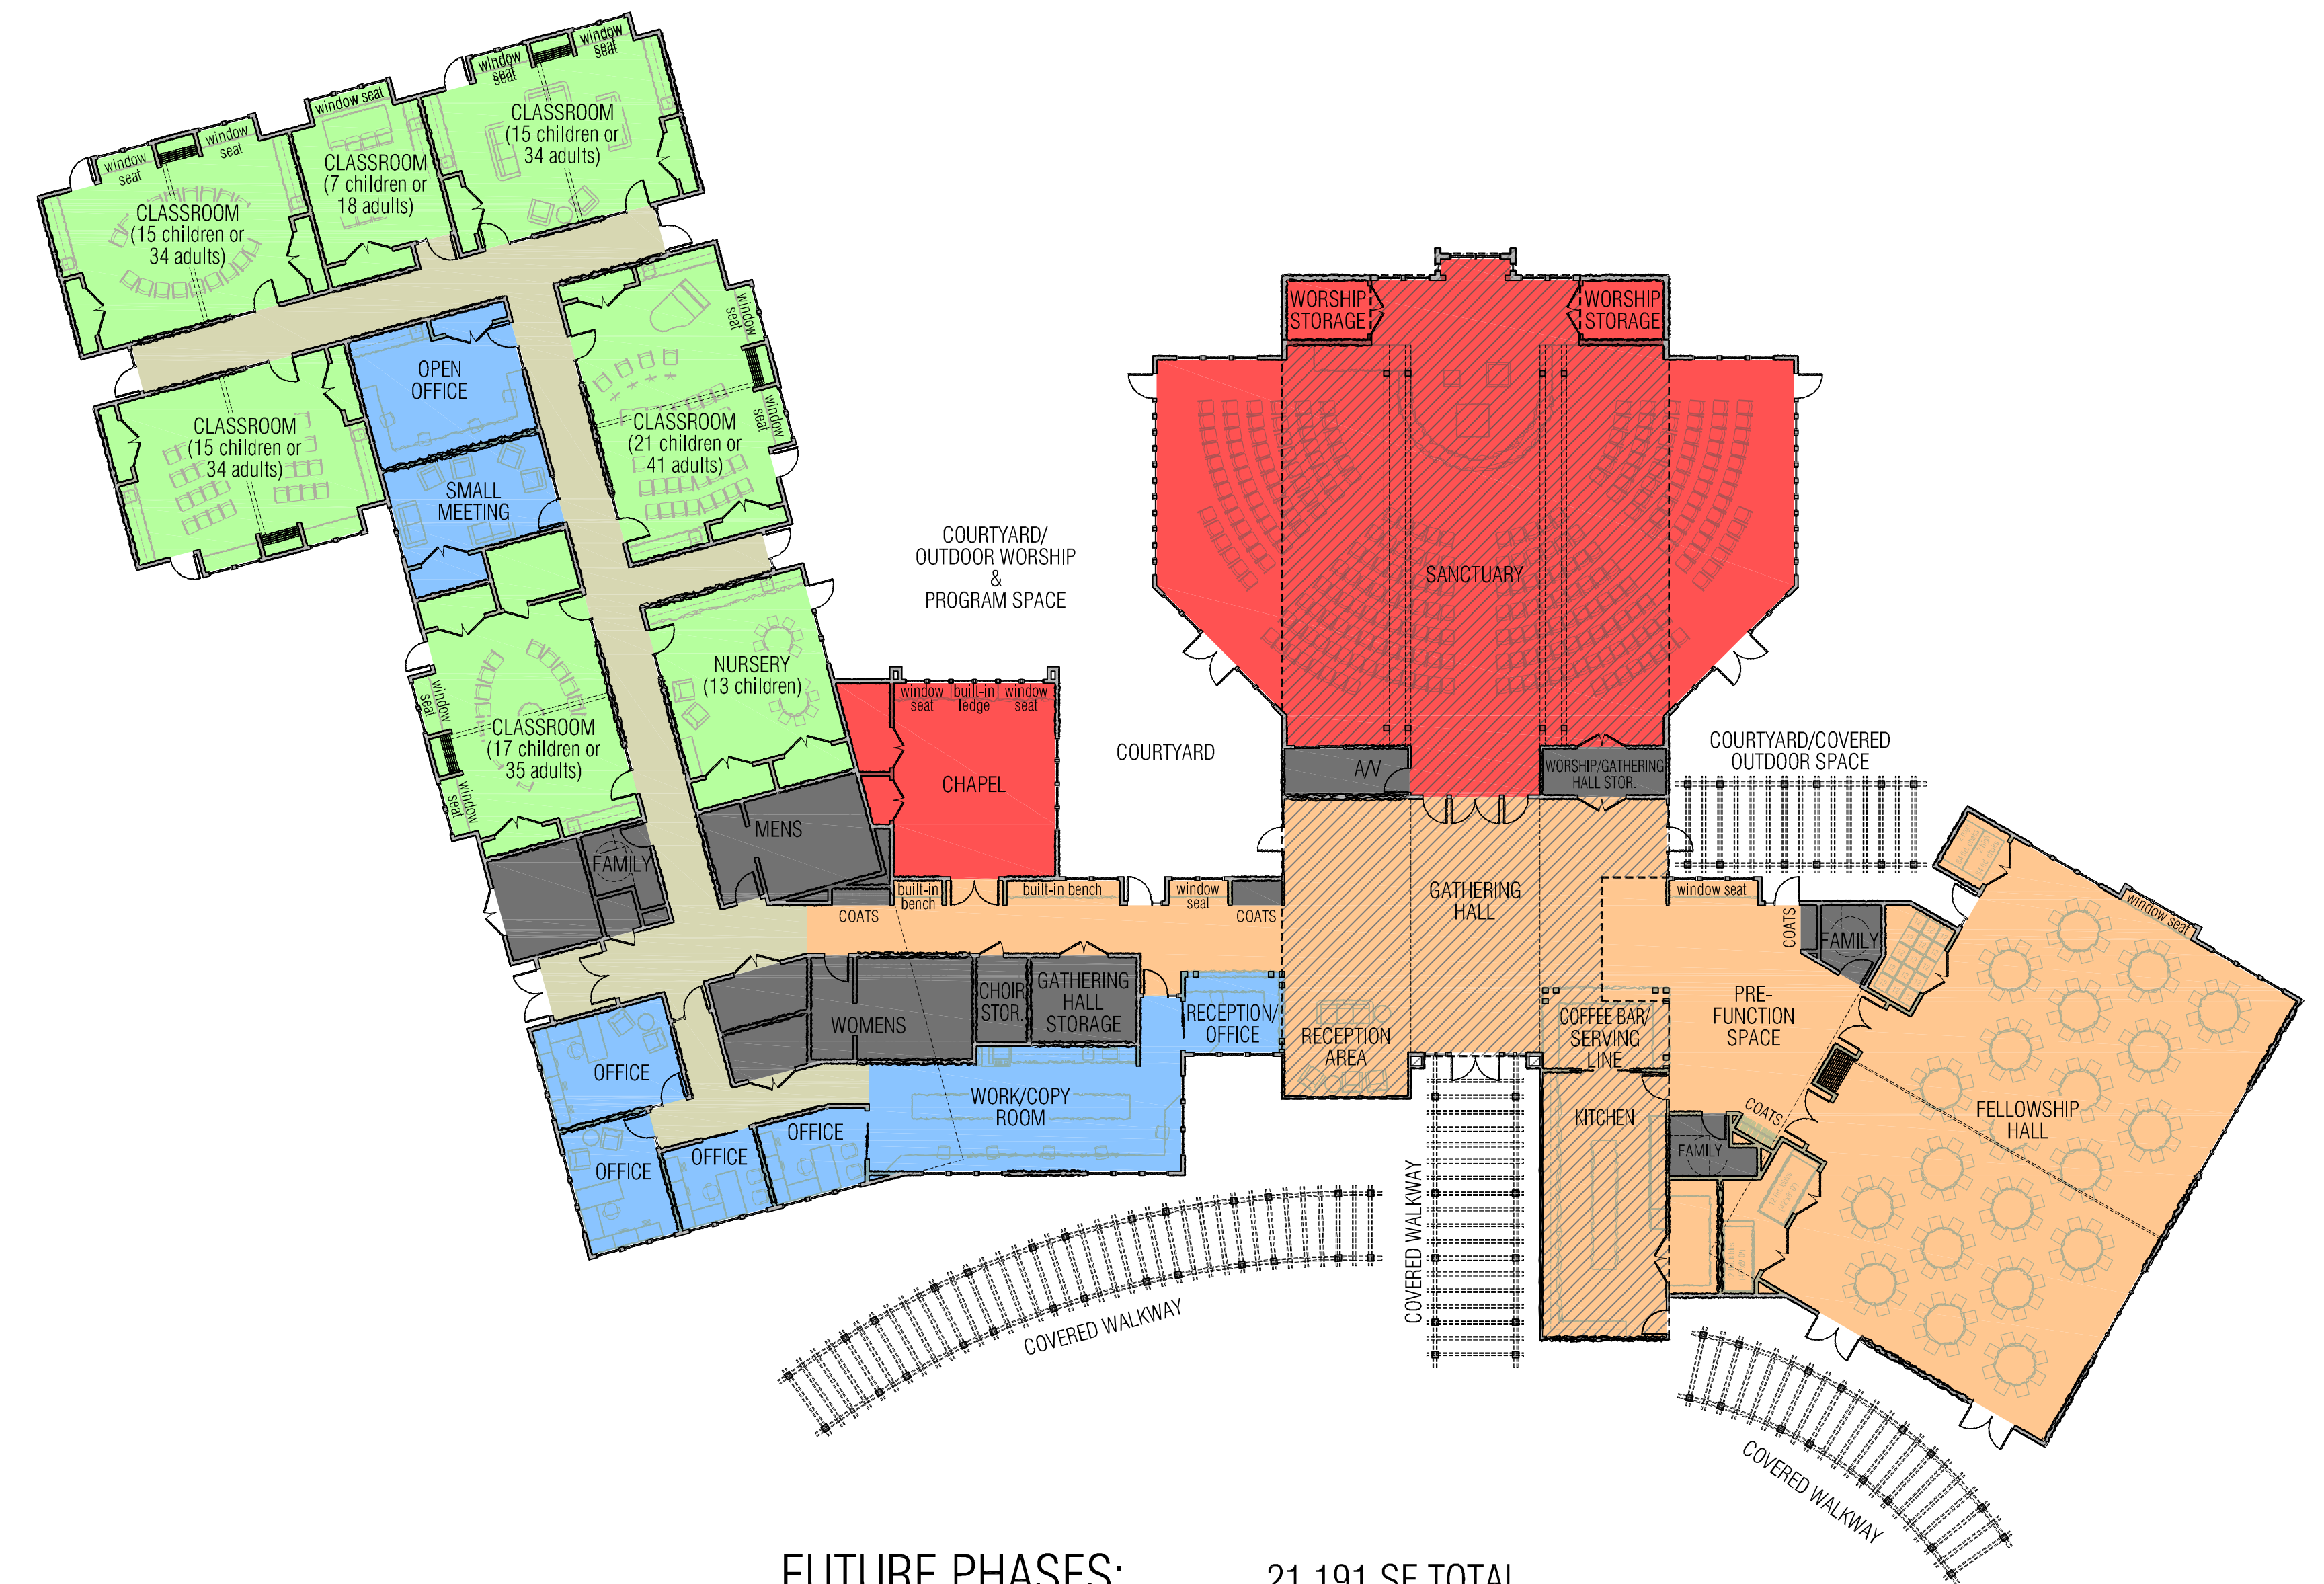 window
seat
window
seat
CLASSROOM
(15 children or
34 adults)
window seat
CLASSROOM
(7 children or
18 adults)
window
seat
window
seat
CLASSROOM
(15 children or
34 adults)
OPEN
OFFICE
window
seat
window
seat
CLASSROOM
(21 children or
41 adults)
CLASSROOM
(15 children or
34 adults)
SMALL
MEETING
COURTYARD/
OUTDOOR WORSHIP
&
PROGRAM SPACE
WORSHIP
STORAGE
WORSHIP
STORAGE
SANCTUARY
NURSERY
(13 children)
window
seat
window
seat
CLASSROOM
(17 children or
35 adults)
window
seat
built-in
ledge
window
seat
CHAPEL
COURTYARD
A/V
WORSHIP/GATHERING
HALL STOR.
COURTYARD/COVERED
OUTDOOR SPACE
MENS
FAMILY
COATS
built-in
bench
built-in bench
window
seat
COATS
GATHERING
HALL
window seat
COATS
FAMILY
window seat
CHOIR
STOR.
GATHERING
HALL
STORAGE
WOMENS
RECEPTION/
OFFICE
RECEPTION
AREA
COFFEE BAR/
SERVING
LINE
PRE-
FUNCTION
SPACE
OFFICE
OFFICE
OFFICE
OFFICE
WORK/COPY
ROOM
KITCHEN
COATS
FAMILY
FELLOWSHIP
HALL
COVERED WALKWAY
COVERED WALKWAY
COVERED WALKWAY
FUTURE PHASES:
21,191 SF TOTAL